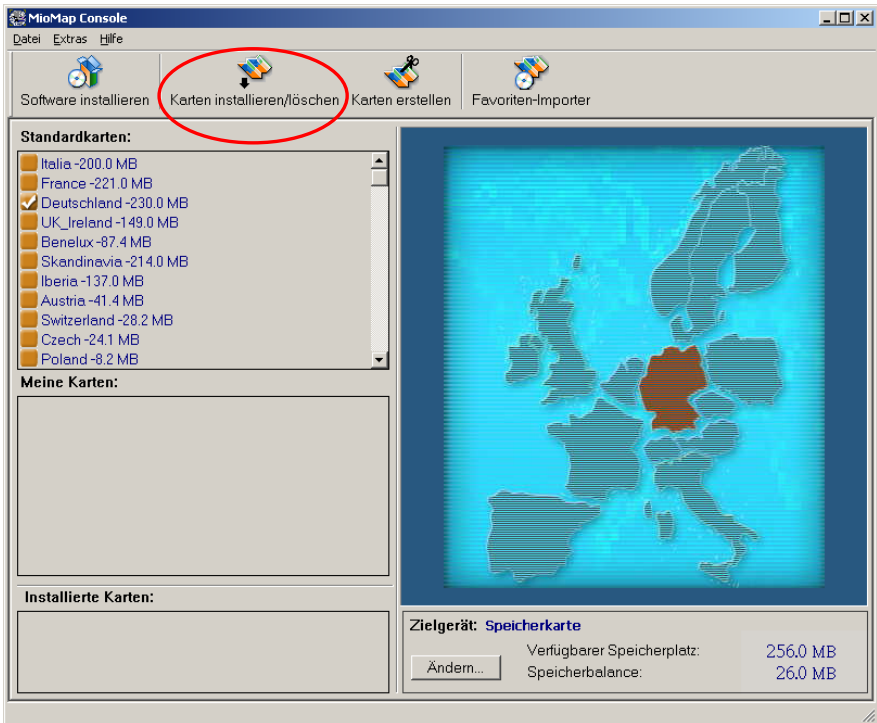 MioMap Console
Datei Extras Hilfe
Software installieren Karten installieren/löschen Karten erstellen Favoriten-Importer
Standardkarten:
Italia -200.0 MB
France -221.0 MB
Deutschland -230.0 MB
UK_Ireland -149.0 MB
Benelux -87.4 MB
Skandinavia -214.0 MB
Iberia -137.0 MB
Austria -41.4 MB
Switzerland -28.2 MB
Czech -24.1 MB
Poland -8.2 MB
Meine Karten:
Installierte Karten:
Zielgerät: Speicherkarte
Ändern...
Verfügbarer Speicherplatz: 256.0 MB
Speicherbalance: 26.0 MB